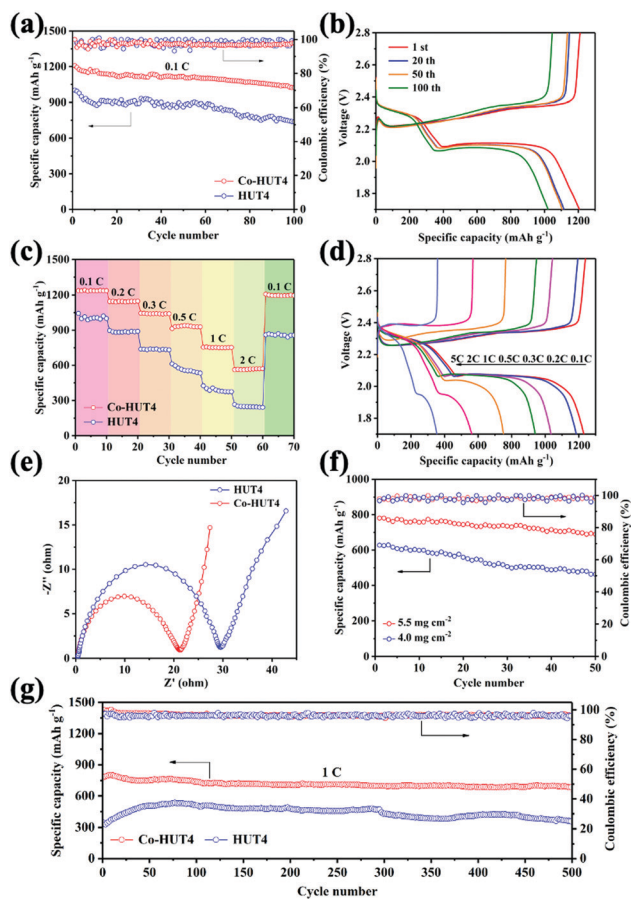 (a)
1500
1200
900
600
300
0
0 20 40 60 80 100
100
80
60
40
20
0
0.1 C
Co-HUT4
HUT4
Specific capacity (mAh g⁻¹)
Coulombic efficiency (%)
Cycle number
(b)
2.8
2.6
2.4
2.2
2.0
1.8
0 200 400 600 800 1000 1200
1 st
20 th
50 th
100 th
Voltage (V)
Specific capacity (mAh g⁻¹)
(c)
1500
1200
900
600
300
0
0 10 20 30 40 50 60 70
0.1 C
0.2 C
0.3 C
0.5 C
1 C
2 C
0.1 C
Co-HUT4
HUT4
Specific capacity (mAh g⁻¹)
Cycle number
(d)
2.8
2.6
2.4
2.2
2.0
1.8
0 200 400 600 800 1000 1200
5C 2C 1C 0.5C 0.3C 0.2C 0.1C
Voltage (V)
Specific capacity (mAh g⁻¹)
(e)
20
15
10
5
0
0 10 20 30 40
HUT4
Co-HUT4
-Z'' (ohm)
Z' (ohm)
(f)
1000
800
600
400
200
0
0 10 20 30 40 50
100
80
60
40
20
0
5.5 mg cm⁻²
4.0 mg cm⁻²
Specific capacity (mAh g⁻¹)
Coulombic efficiency (%)
Cycle number
(g)
1500
1200
900
600
300
0
0 50 100 150 200 250 300 350 400 450 500
100
80
60
40
20
0
1 C
Co-HUT4 HUT4
Specific capacity (mAh g⁻¹)
Coulombic efficiency (%)
Cycle number